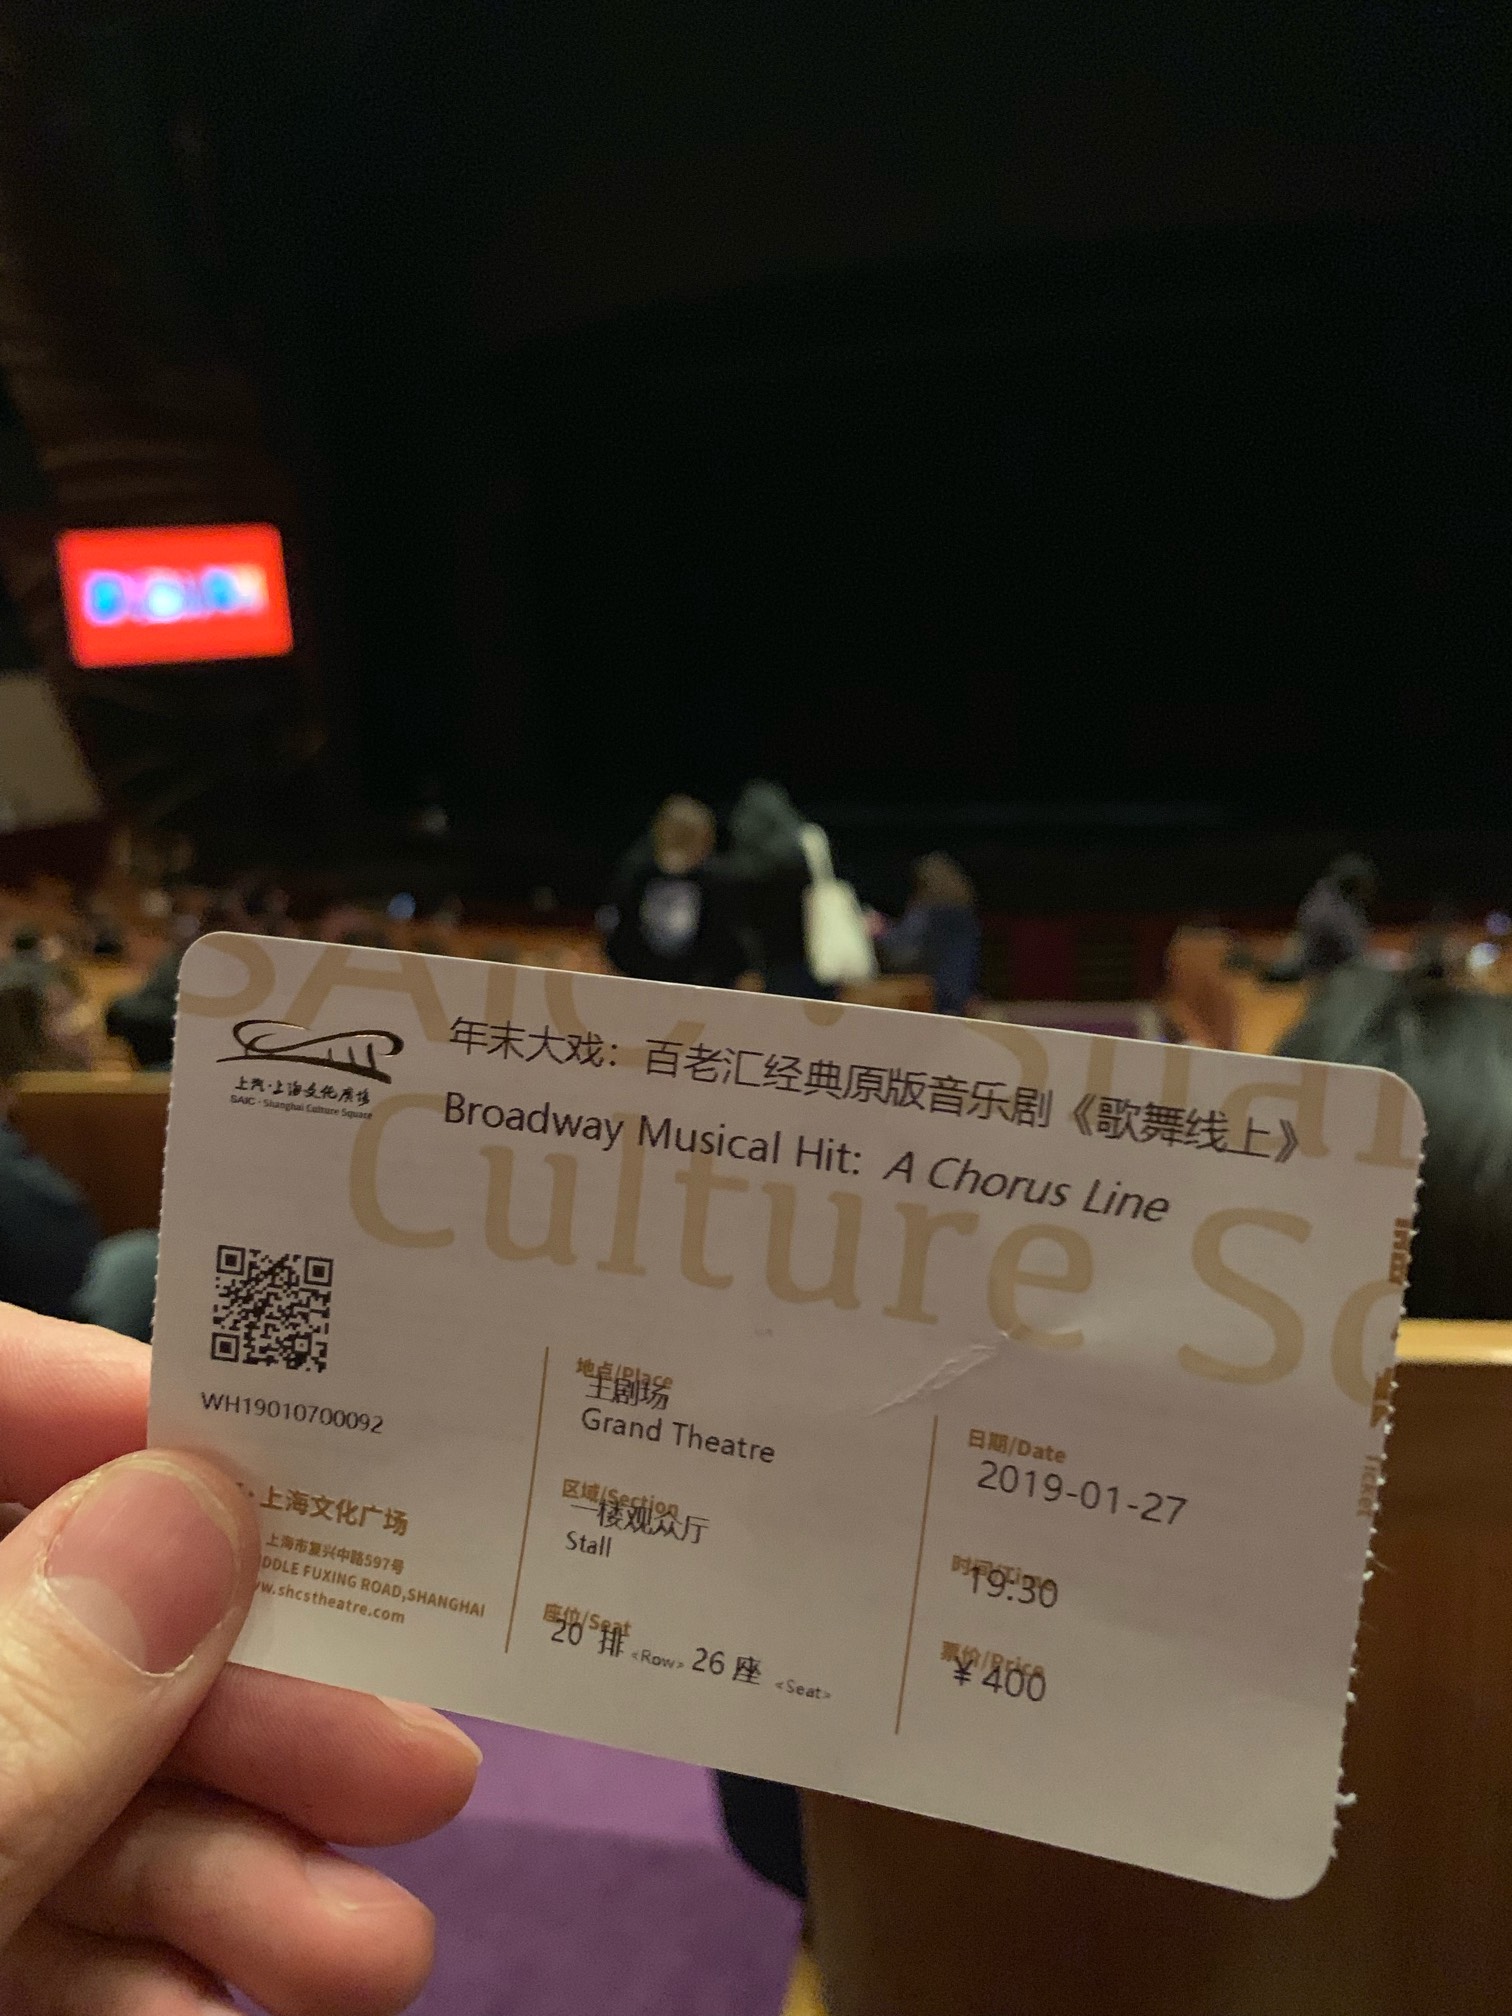 SAIC · Shan
Culture Sq
上汽·上海文化广场
SAIC · Shanghai Culture Square
年末大戏：百老汇经典原版音乐剧《歌舞线上》
Broadway Musical Hit: A Chorus Line
WH19010700092
·上海文化广场
上海市复兴中路597号
DDLE FUXING ROAD,SHANGHAI
w.shcstheatre.com
地点/Place
主剧场
Grand Theatre
区域/Section
一楼观众厅
Stall
座位/Seat
20 排 <Row> 26 座 <Seat>
日期/Date
2019-01-27
时间/Time
19:30
票价/Price
¥ 400
Ticket